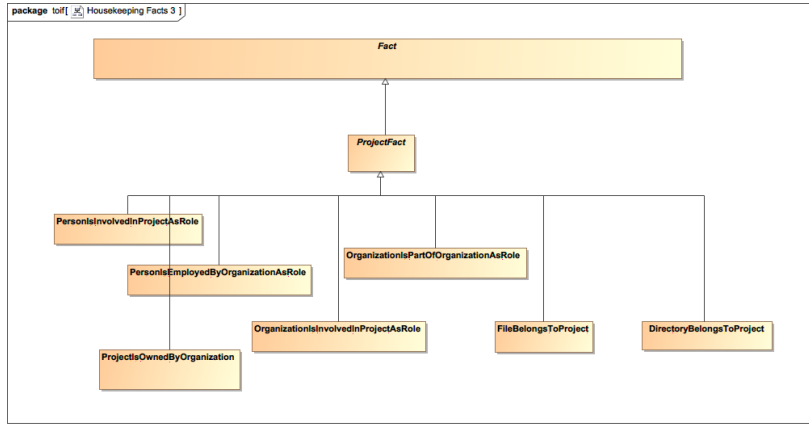 package toif[ Housekeeping Facts 3 ]
Fact
ProjectFact
PersonIsInvolvedInProjectAsRole
OrganizationIsPartOfOrganizationAsRole
PersonIsEmployedByOrganizationAsRole
OrganizationIsInvolvedInProjectAsRole
FileBelongsToProject
DirectoryBelongsToProject
ProjectIsOwnedByOrganization